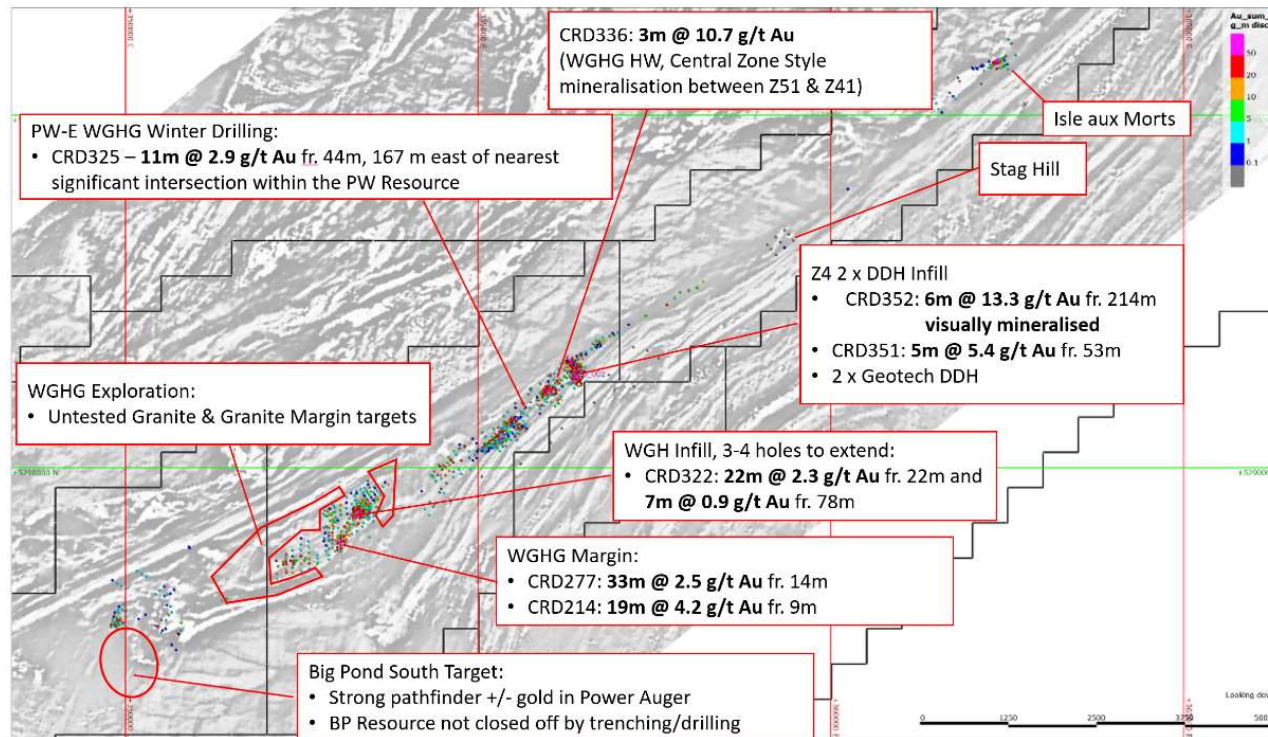 CRD336: 3m @ 10.7 g/t Au
(WGHG HW, Central Zone Style
mineralisation between Z51 & Z41)
Au_sum_
g_m disc
50
20
10
5
1
0.1
Isle aux Morts
PW-E WGHG Winter Drilling:
• CRD325 – 11m @ 2.9 g/t Au fr. 44m, 167 m east of nearest
significant intersection within the PW Resource
Stag Hill
Z4 2 x DDH Infill
• CRD352: 6m @ 13.3 g/t Au fr. 214m
visually mineralised
• CRD351: 5m @ 5.4 g/t Au fr. 53m
• 2 x Geotech DDH
WGHG Exploration:
• Untested Granite & Granite Margin targets
WGH Infill, 3-4 holes to extend:
• CRD322: 22m @ 2.3 g/t Au fr. 22m and
7m @ 0.9 g/t Au fr. 78m
WGHG Margin:
• CRD277: 33m @ 2.5 g/t Au fr. 14m
• CRD214: 19m @ 4.2 g/t Au fr. 9m
Big Pond South Target:
• Strong pathfinder +/- gold in Power Auger
• BP Resource not closed off by trenching/drilling
Looking dow
0 1250 2500 3750